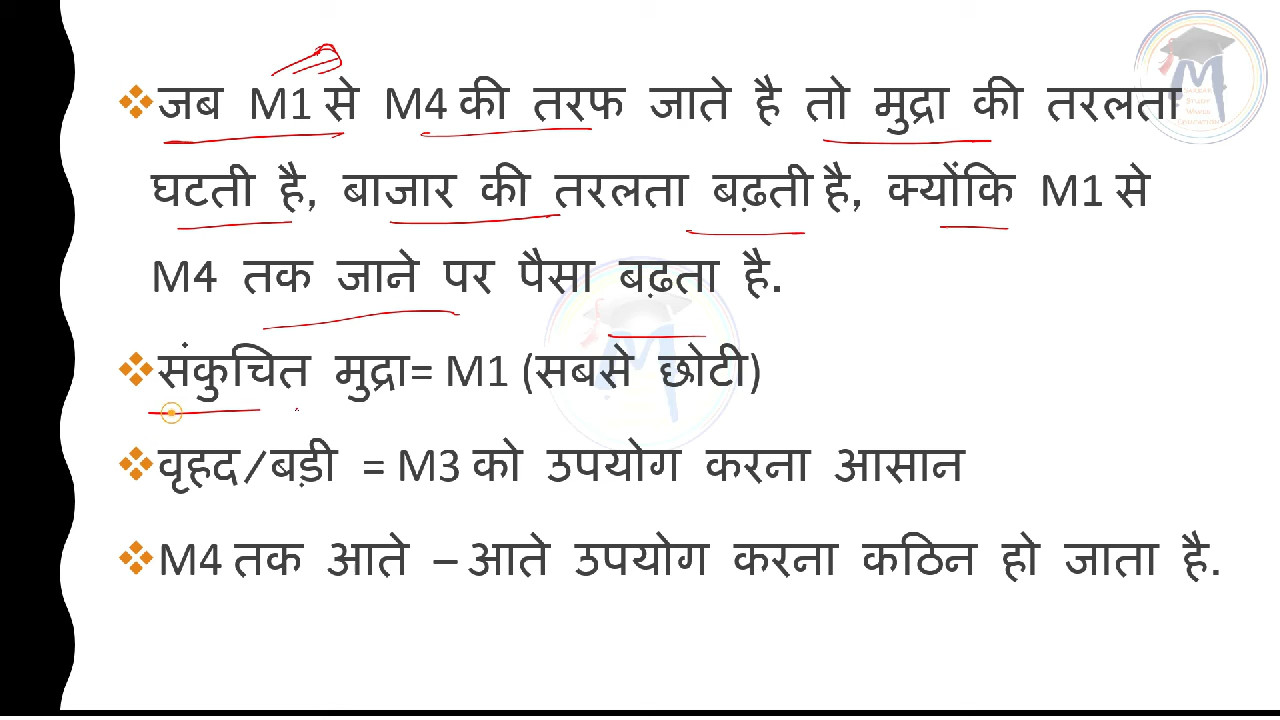 जब M1 से M4 की तरफ जाते है तो मुद्रा की तरलता
घटती है, बाजार की तरलता बढ़ती है, क्योंकि M1 से
M4 तक जाने पर पैसा बढ़ता है.
संकुचित मुद्रा= M1 (सबसे छोटी)
वृहद/बड़ी = M3 को उपयोग करना आसान
M4 तक आते – आते उपयोग करना कठिन हो जाता है.